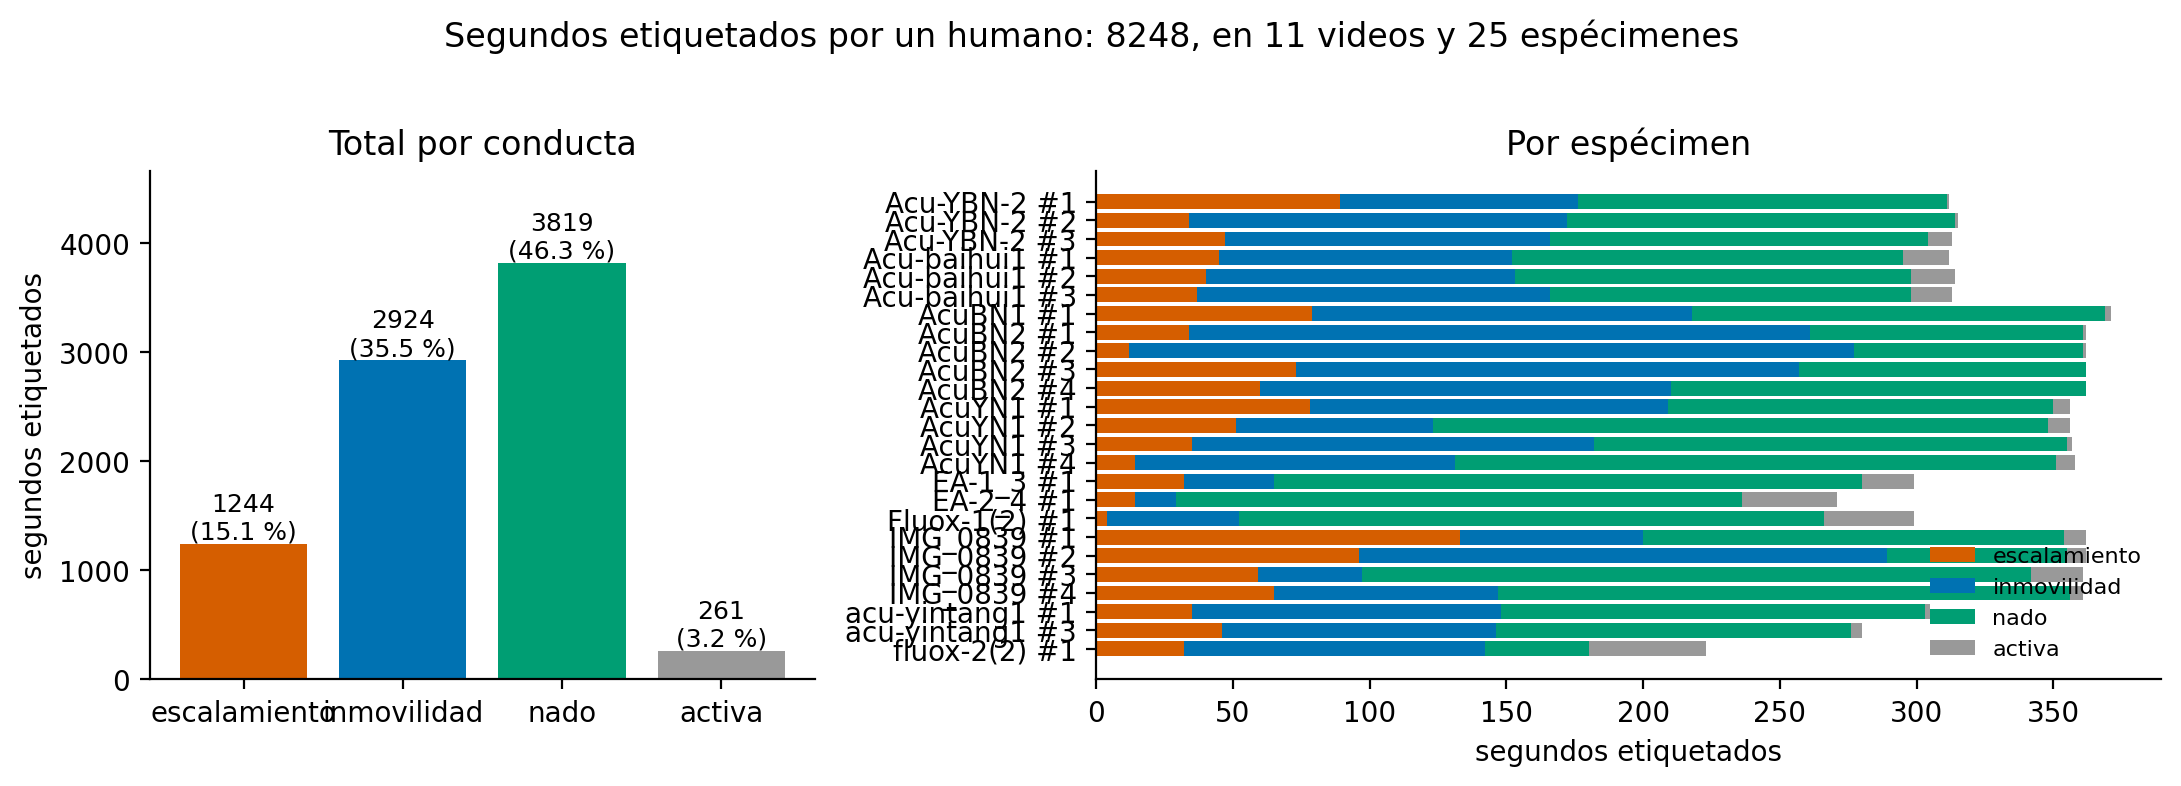 Segundos etiquetados por un humano: 8248, en 11 videos y 25 espécimenes
Total por conducta
segundos etiquetados
4000
3000
2000
1000
0
1244
(15.1 %)
2924
(35.5 %)
3819
(46.3 %)
261
(3.2 %)
escalamiento
inmovilidad
nado
activa
Por espécimen
Acu-YBN-2 #1
Acu-YBN-2 #2
Acu-YBN-2 #3
Acu-baihui1 #1
Acu-baihui1 #2
Acu-baihui1 #3
AcuBN1 #1
AcuBN2 #1
AcuBN2 #2
AcuBN2 #3
AcuBN2 #4
AcuYN1 #1
AcuYN1 #2
AcuYN1 #3
AcuYN1 #4
EA-1_3 #1
EA-2_4 #1
Fluox-1(2) #1
IMG_0839 #1
IMG_0839 #2
IMG_0839 #3
IMG_0839 #4
acu-yintang1 #1
acu-yintang1 #3
fluox-2(2) #1
escalamiento
inmovilidad
nado
activa
0
50
100
150
200
250
300
350
segundos etiquetados